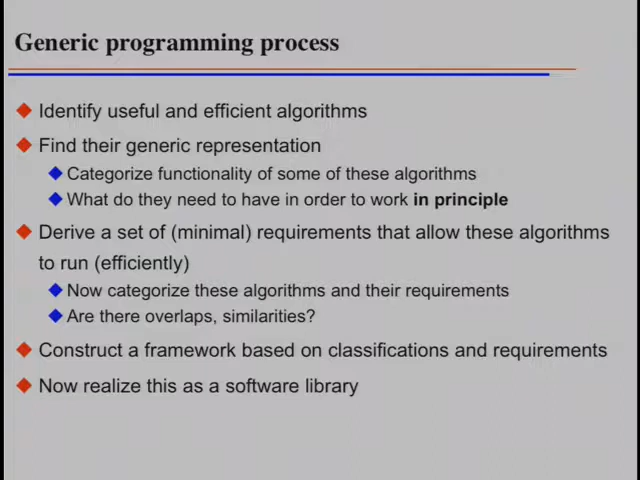 Generic programming process
Identify useful and efficient algorithms
Find their generic representation
Categorize functionality of some of these algorithms
What do they need to have in order to work in principle
Derive a set of (minimal) requirements that allow these algorithms
to run (efficiently)
Now categorize these algorithms and their requirements
Are there overlaps, similarities?
Construct a framework based on classifications and requirements
Now realize this as a software library